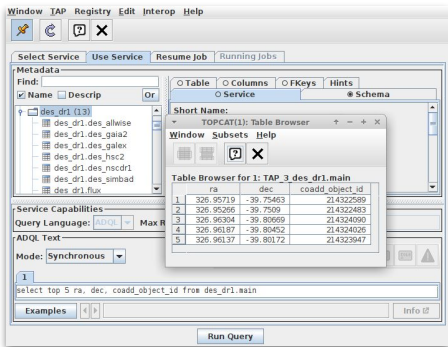 Window TAP Registry Edit Interop Help
Select Service Use Service Resume Job Running Jobs
Metadata
Find:
Name Descrip Or
des_dr1 (13)
des_dr1.des_allwise
des_dr1.des_gaia2
des_dr1.des_galex
des_dr1.des_hsc2
des_dr1.des_nscdr1
des_dr1.des_simbad
des_dr1.flux
Table Columns FKeys Hints
Service Schema
Short Name:
TOPCAT(1): Table Browser
Window Subsets Help
Table Browser for 1: TAP_3_des_dr1.main
ra dec coadd_object_id
1 326.95719 -39.75463 214322589
2 326.95266 -39.7509 214322483
3 326.96304 -39.80669 214324090
4 326.96187 -39.80452 214324026
5 326.96137 -39.80172 214323947
Service Capabilities
Query Language: ADQL Max R
ADQL Text
Mode: Synchronous
1
select top 5 ra, dec, coadd_object_id from des_dr1.main
Examples Info
Run Query